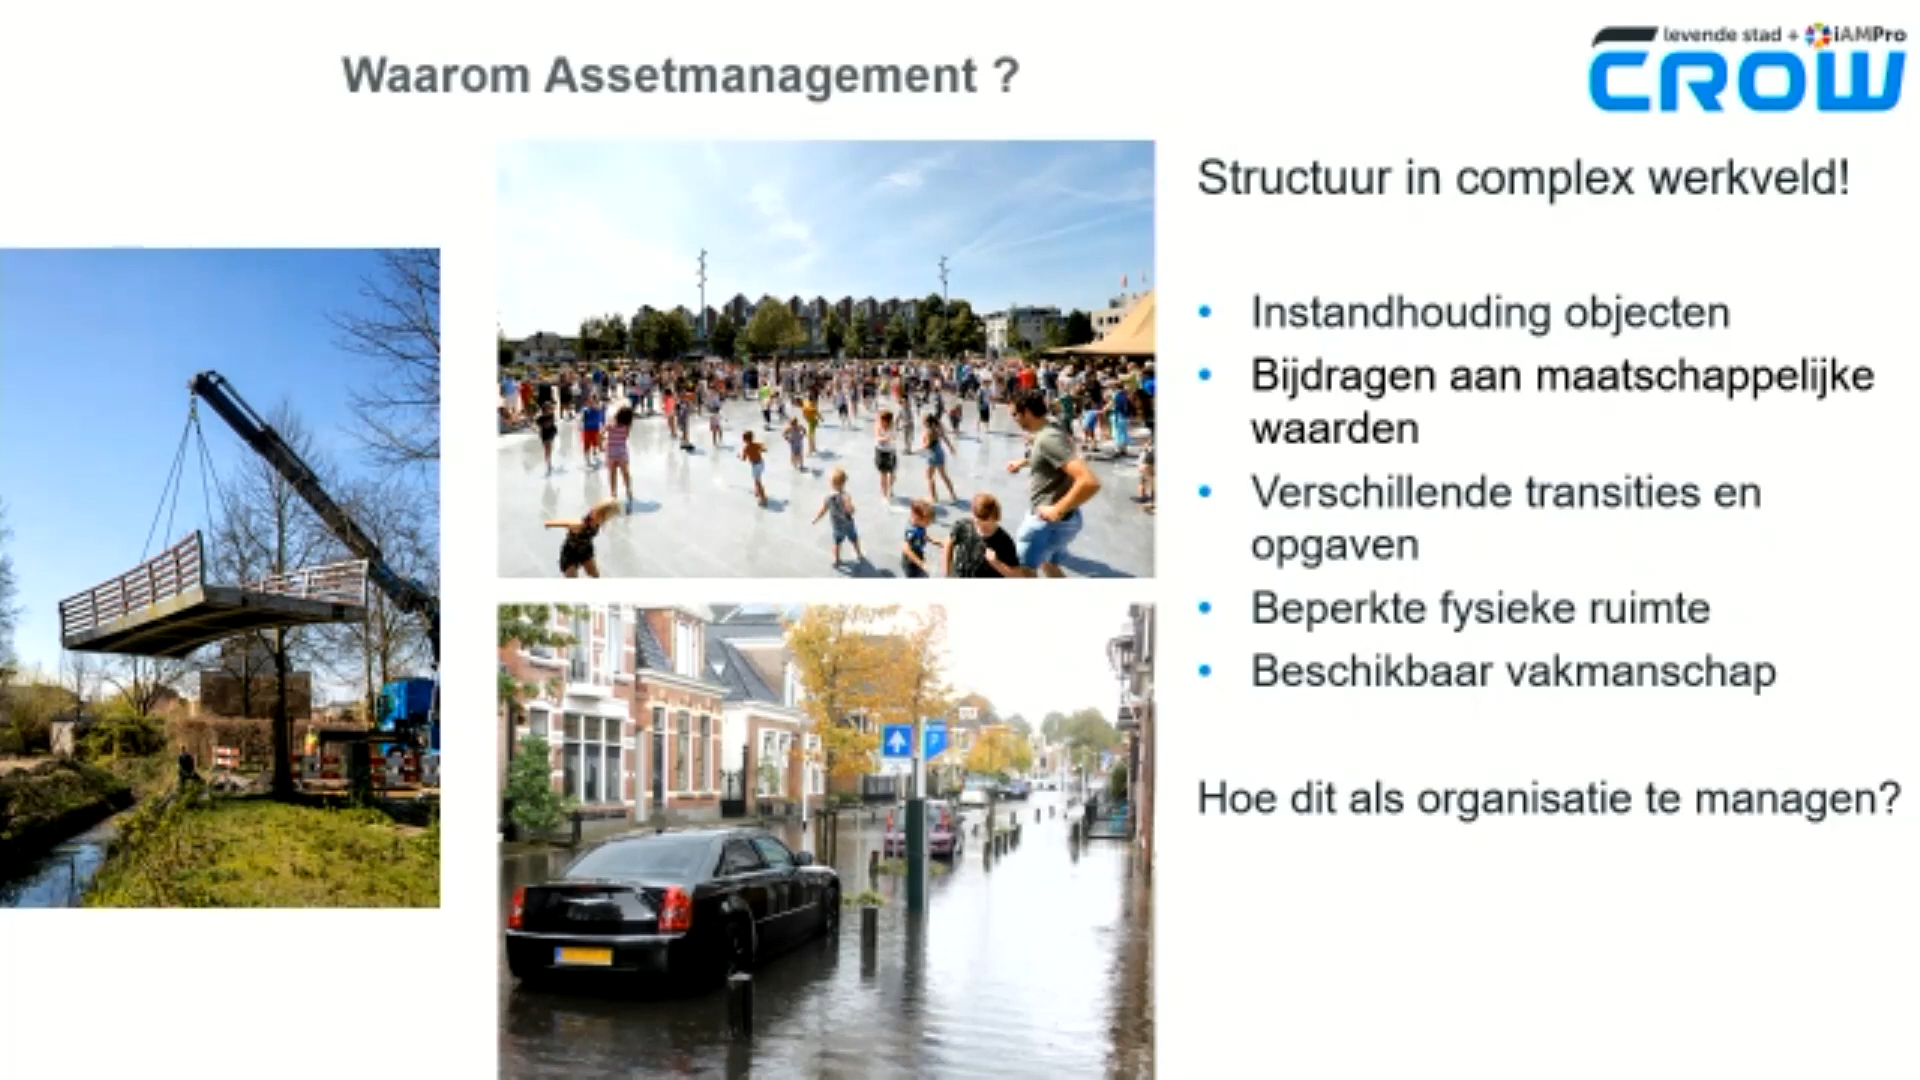 Waarom Assetmanagement ?
levende stad + iAMPro
CROW
Structuur in complex werkveld!
• Instandhouding objecten
• Bijdragen aan maatschappelijke
waarden
• Verschillende transities en
opgaven
• Beperkte fysieke ruimte
• Beschikbaar vakmanschap
Hoe dit als organisatie te managen?